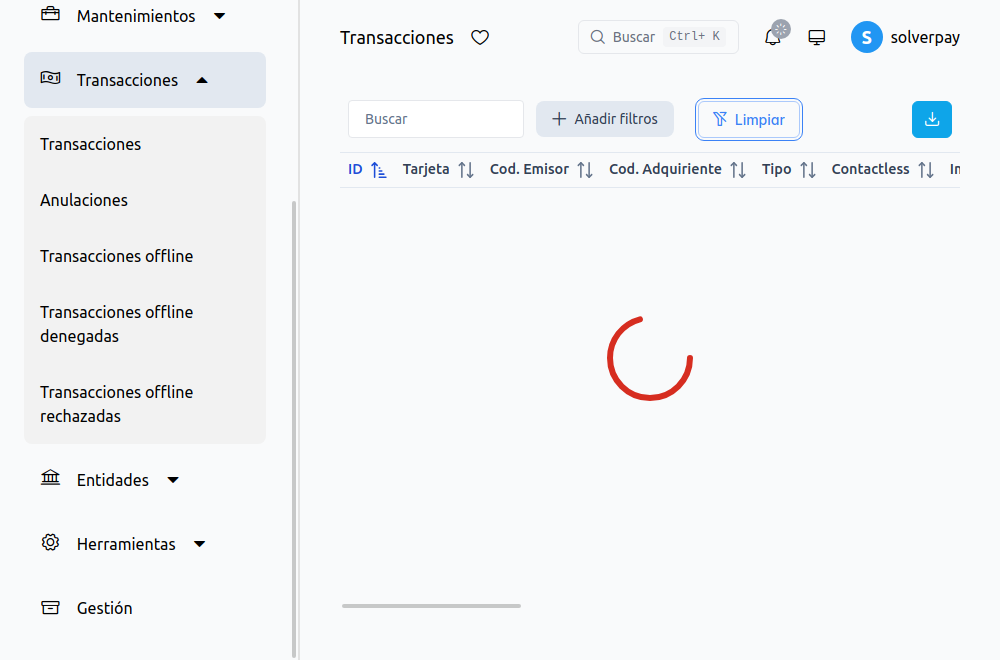 Mantenimientos
Transacciones
Transacciones
Anulaciones
Transacciones offline
Transacciones offline
denegadas
Transacciones offline
rechazadas
Entidades
Herramientas
Gestión
Transacciones
Buscar Ctrl+ K
S solverpay
Buscar
Añadir filtros
Limpiar
ID Tarjeta Cod. Emisor Cod. Adquiriente Tipo Contactless In